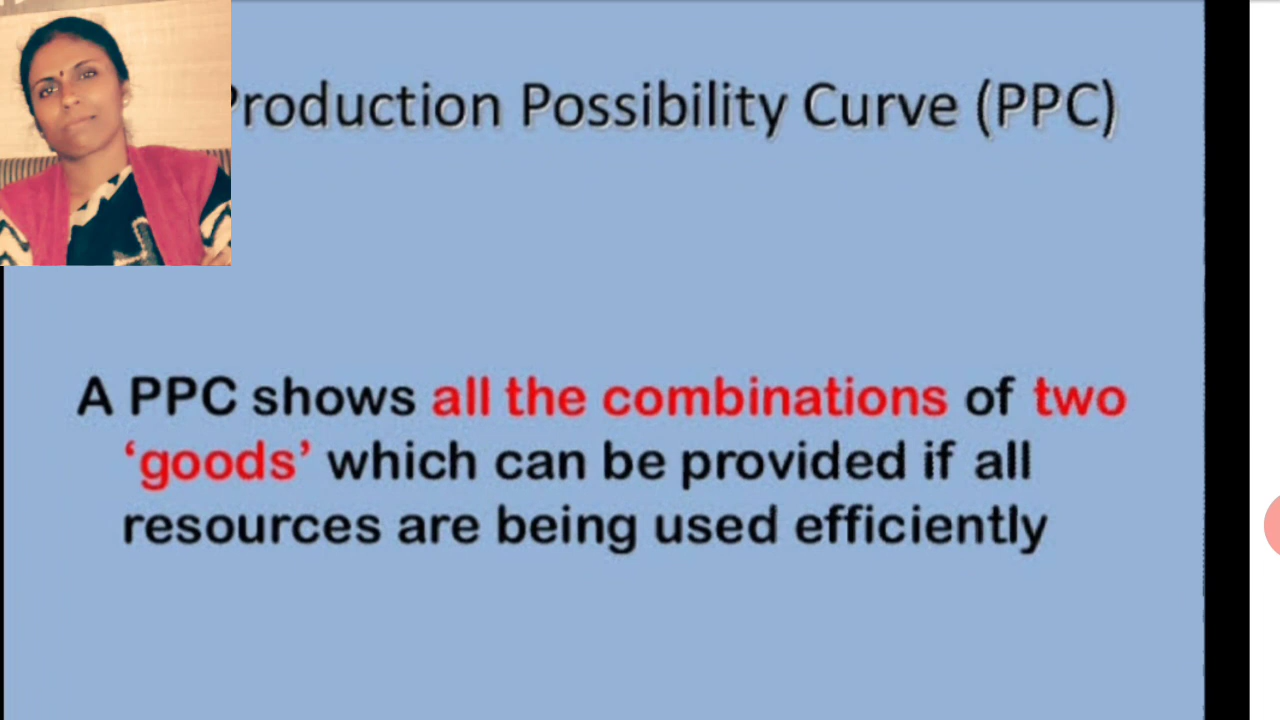 Production Possibility Curve (PPC)
A PPC shows all the combinations of two
‘goods’ which can be provided if all
resources are being used efficiently